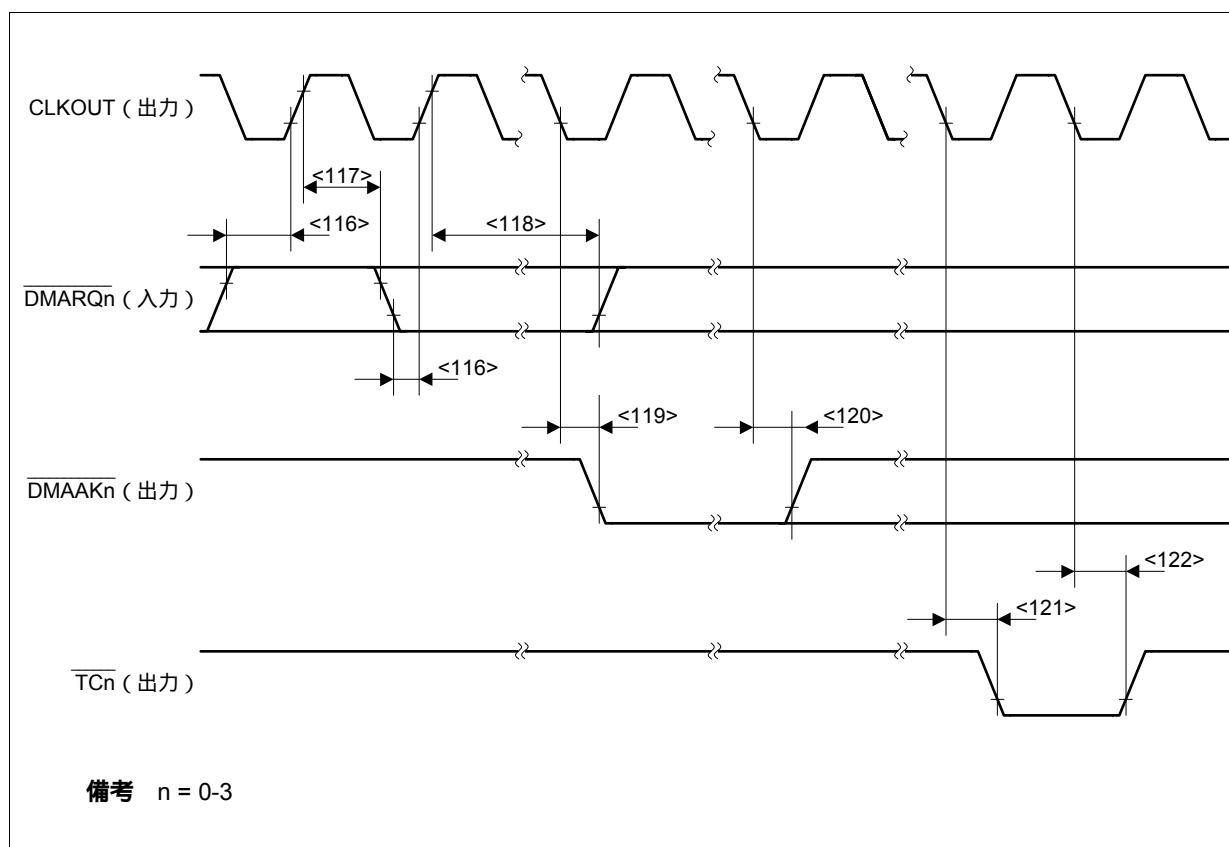 CLKOUT（出力）
<117>
<116>
<118>
DMARQn（入力）
<116>
<119>
<120>
DMAAKn（出力）
<122>
<121>
TCn（出力）
備考 n = 0-3